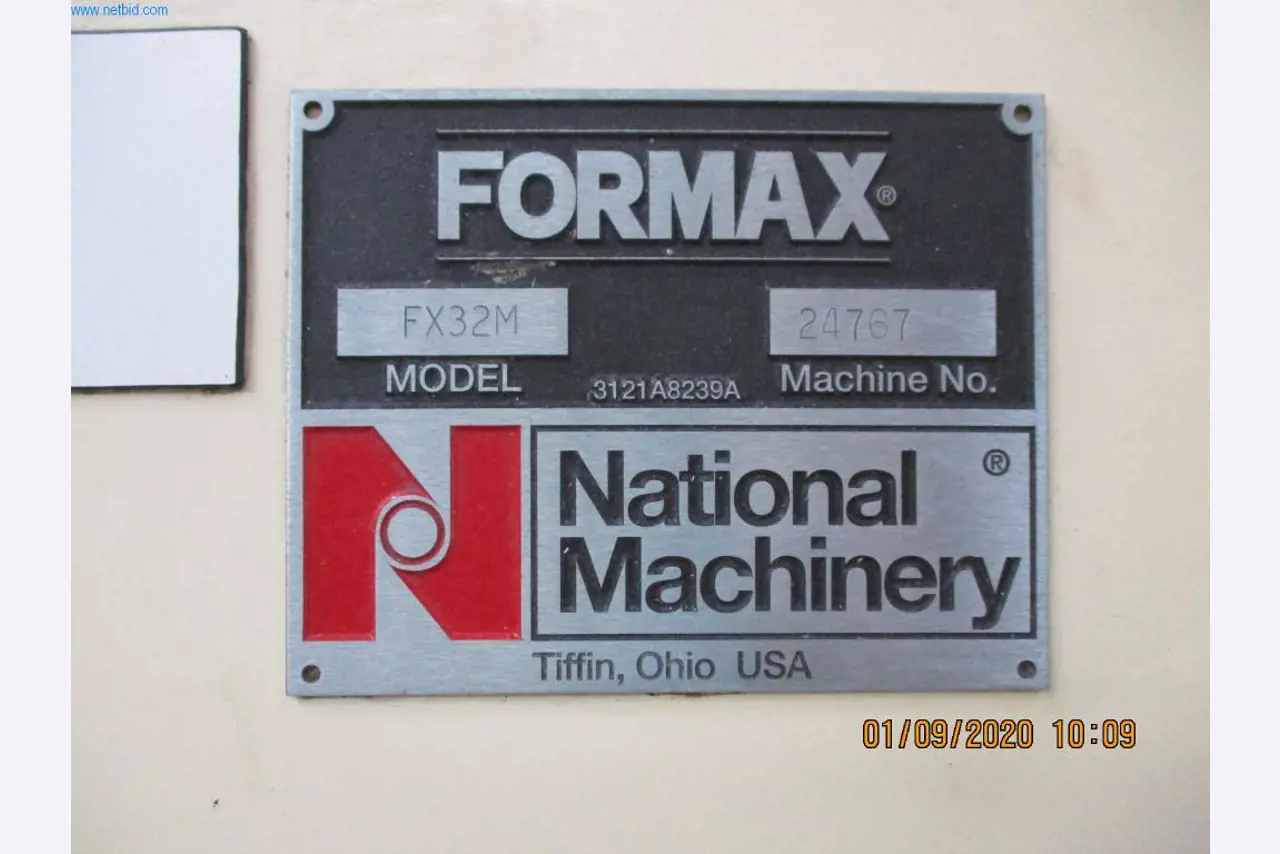 www.netbid.com
FORMAX®
FX32M
24767
MODEL
3121A8239A
Machine No.
National ®
Machinery
Tiffin, Ohio USA
01/09/2020 10:09